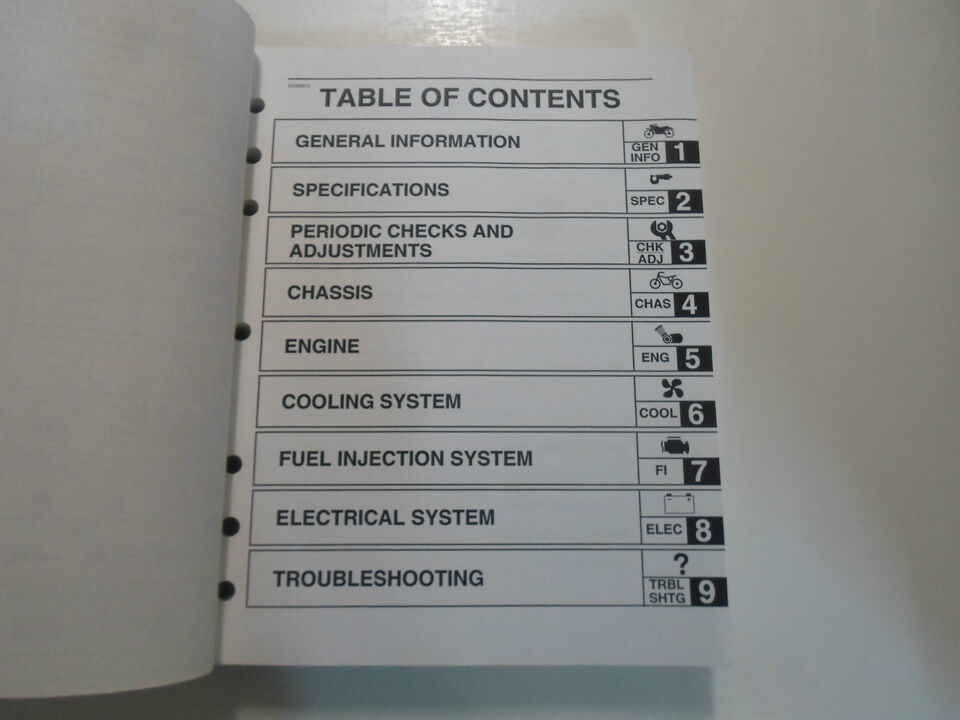 TABLE OF CONTENTS
GENERAL INFORMATION
GEN
INFO 1
SPECIFICATIONS
SPEC 2
PERIODIC CHECKS AND
ADJUSTMENTS
CHK
ADJ 3
CHASSIS
CHAS 4
ENGINE
ENG 5
COOLING SYSTEM
COOL 6
FUEL INJECTION SYSTEM
FI 7
ELECTRICAL SYSTEM
- +
ELEC 8
TROUBLESHOOTING
?
TRBL
SHTG 9